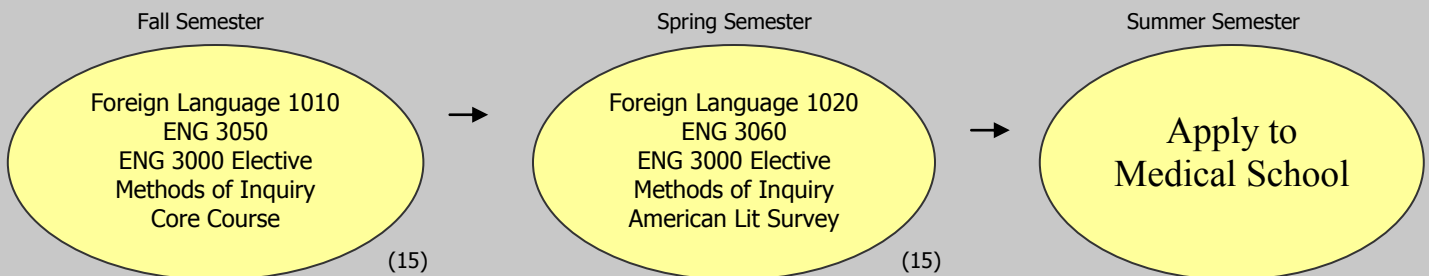 Fall Semester
Spring Semester
Summer Semester
Foreign Language 1010
ENG 3050
ENG 3000 Elective
Methods of Inquiry
Core Course
(15)
Foreign Language 1020
ENG 3060
ENG 3000 Elective
Methods of Inquiry
American Lit Survey
(15)
Apply to
Medical School